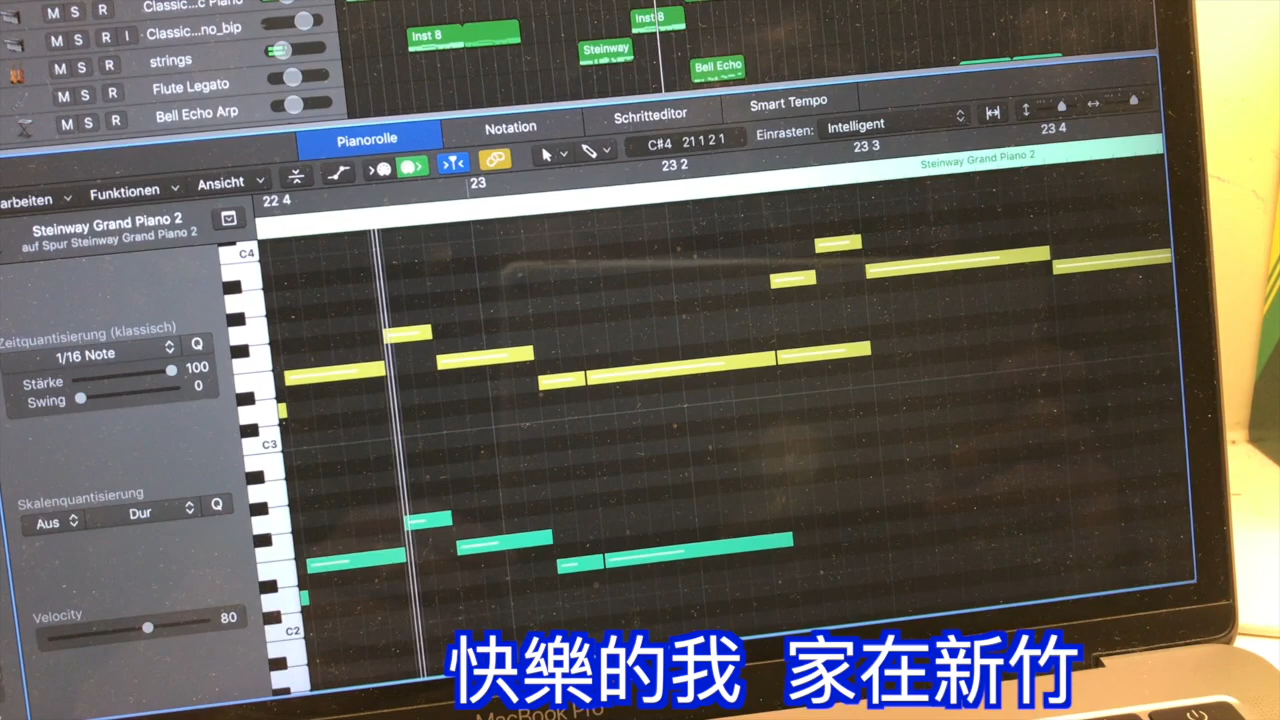 Classic...c Piano
M S R
Classic...no_bip
M S R I
strings
M S R
Flute Legato
M S R
Bell Echo Arp
M S R
Inst 8
Inst 8
Steinway
Bell Echo
Pianorolle
Notation
Schritteditor
Smart Tempo
arbeiten
Funktionen
Ansicht
C#4 21 1 2 1
Einrasten:
Intelligent
22 4
23
23 2
23 3
23 4
Steinway Grand Piano 2
Steinway Grand Piano 2
auf Spur Steinway Grand Piano 2
C4
C3
C2
Zeitquantisierung (klassisch)
1/16 Note
Q
Stärke
100
Swing
0
Skalenquantisierung
Aus
Dur
Q
Velocity
80
快樂的我 家在新竹
MacBook Pro